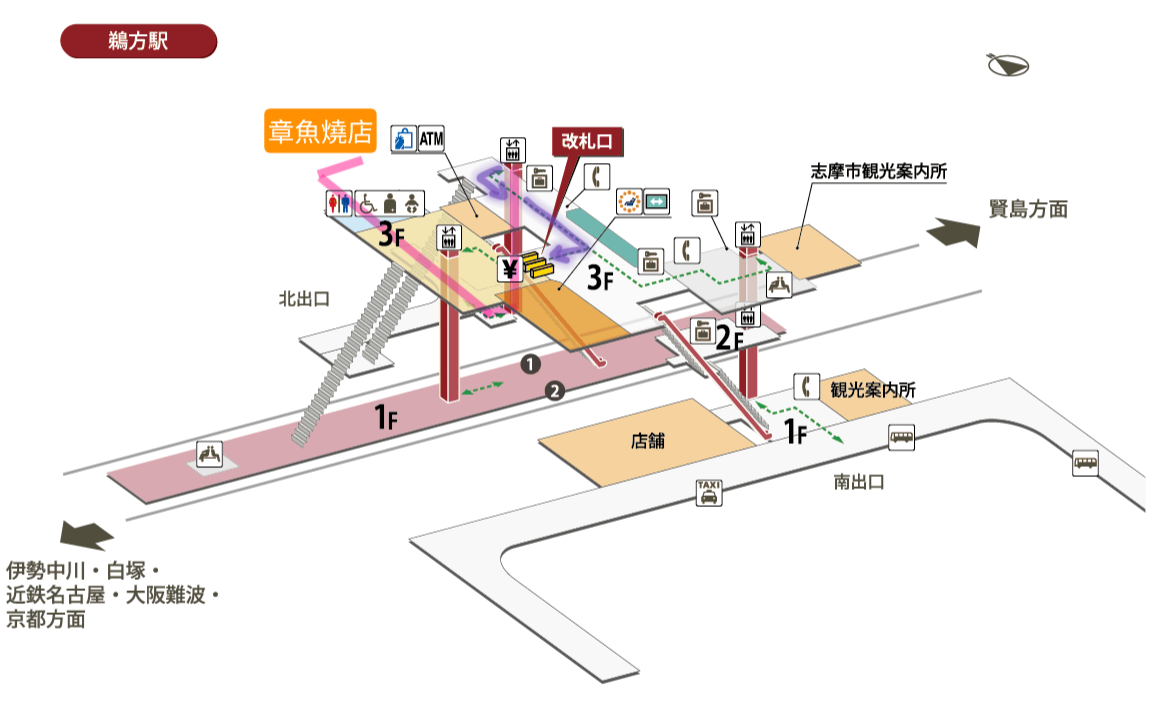 鵜方駅
章魚燒店
ATM
改札口
志摩市観光案内所
賢島方面
3F
¥
3F
北出口
2F
1
2
観光案内所
1F
店舗
1F
南出口
TAXI
伊勢中川・白塚・
近鉄名古屋・大阪難波・
京都方面